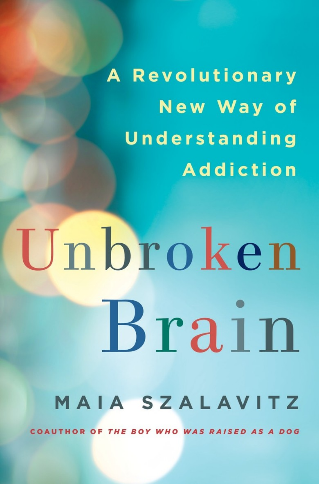 A Revolutionary
New Way of
Understanding
Addiction
Unbroken
Brain
MAIA SZALAVITZ
COAUTHOR OF THE BOY WHO WAS RAISED AS A DOG